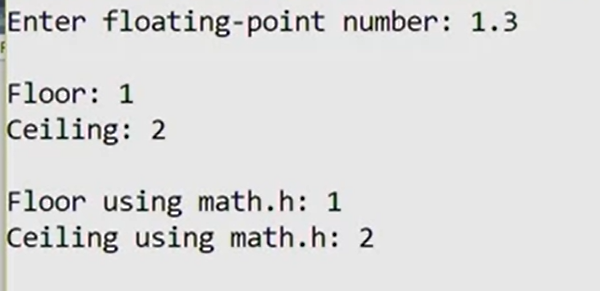 Enter floating-point number: 1.3
Floor: 1
Ceiling: 2
Floor using math.h: 1
Ceiling using math.h: 2